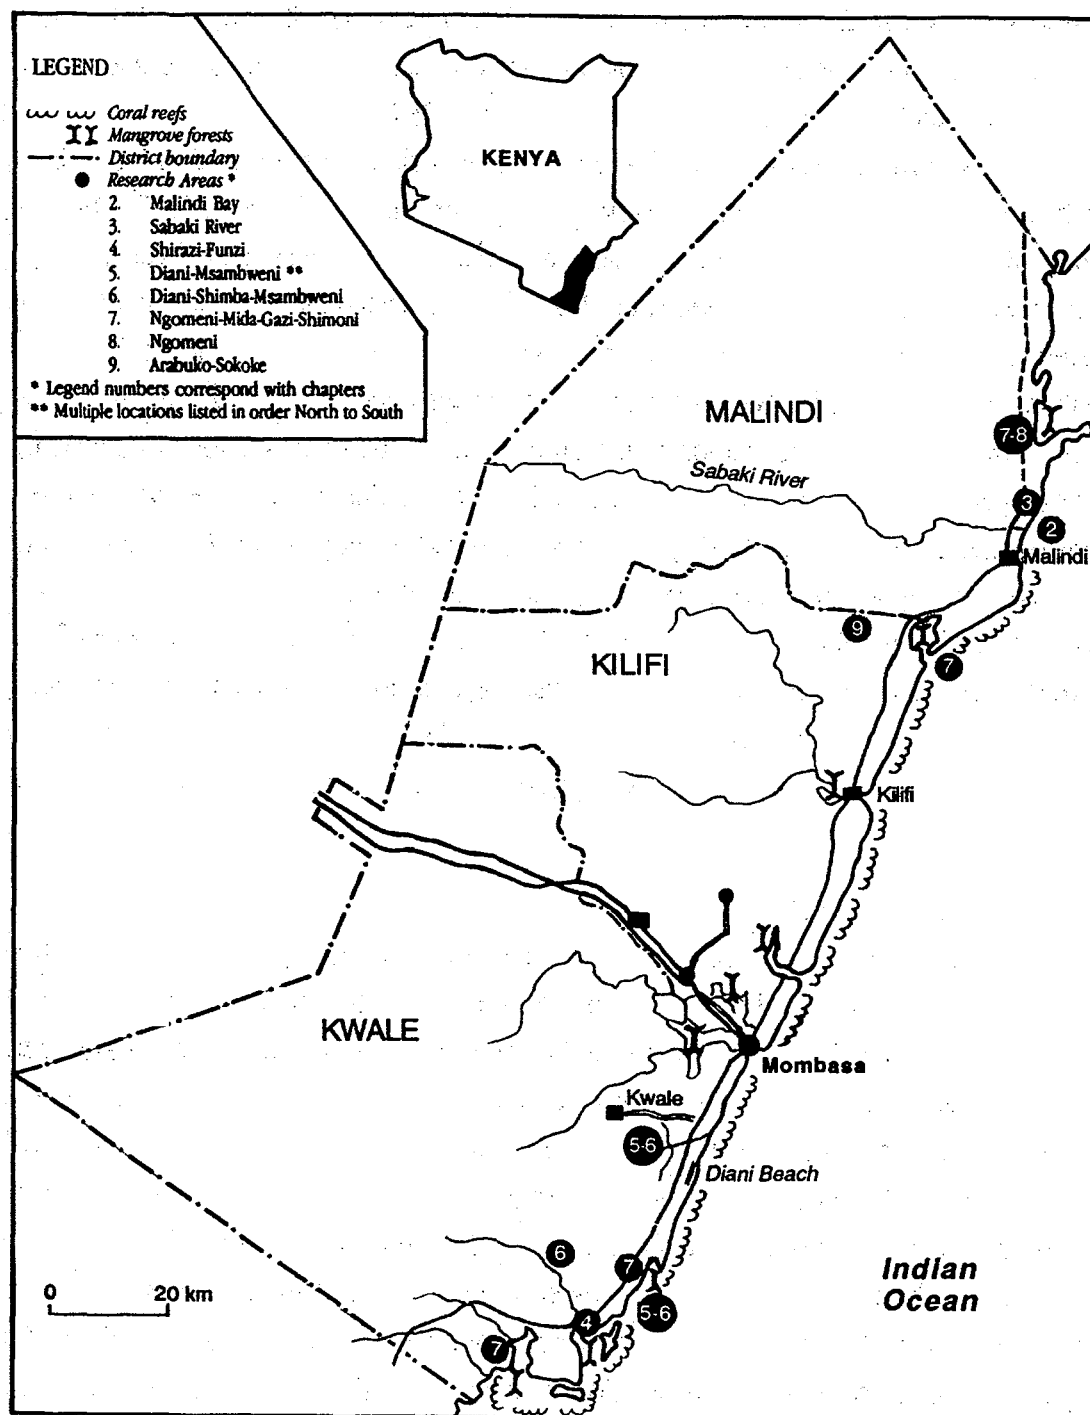 LEGEND
Coral reefs
Mangrove forests
District boundary
Research Areas *
2. Malindi Bay
3. Sabaki River
4. Shirazi-Funzi
5. Diani-Msambweni **
6. Diani-Shimba-Msambweni
7. Ngomeni-Mida-Gazi-Shimoni
8. Ngomeni
9. Arabuko-Sokoke
* Legend numbers correspond with chapters
** Multiple locations listed in order North to South
KENYA
MALINDI
7-8
Sabaki River
3
2
Malindi
9
KILIFI
7
Kilifi
KWALE
Mombasa
Kwale
5-6
Diani Beach
6
7
Indian
Ocean
0 20 km
5-6
4
7